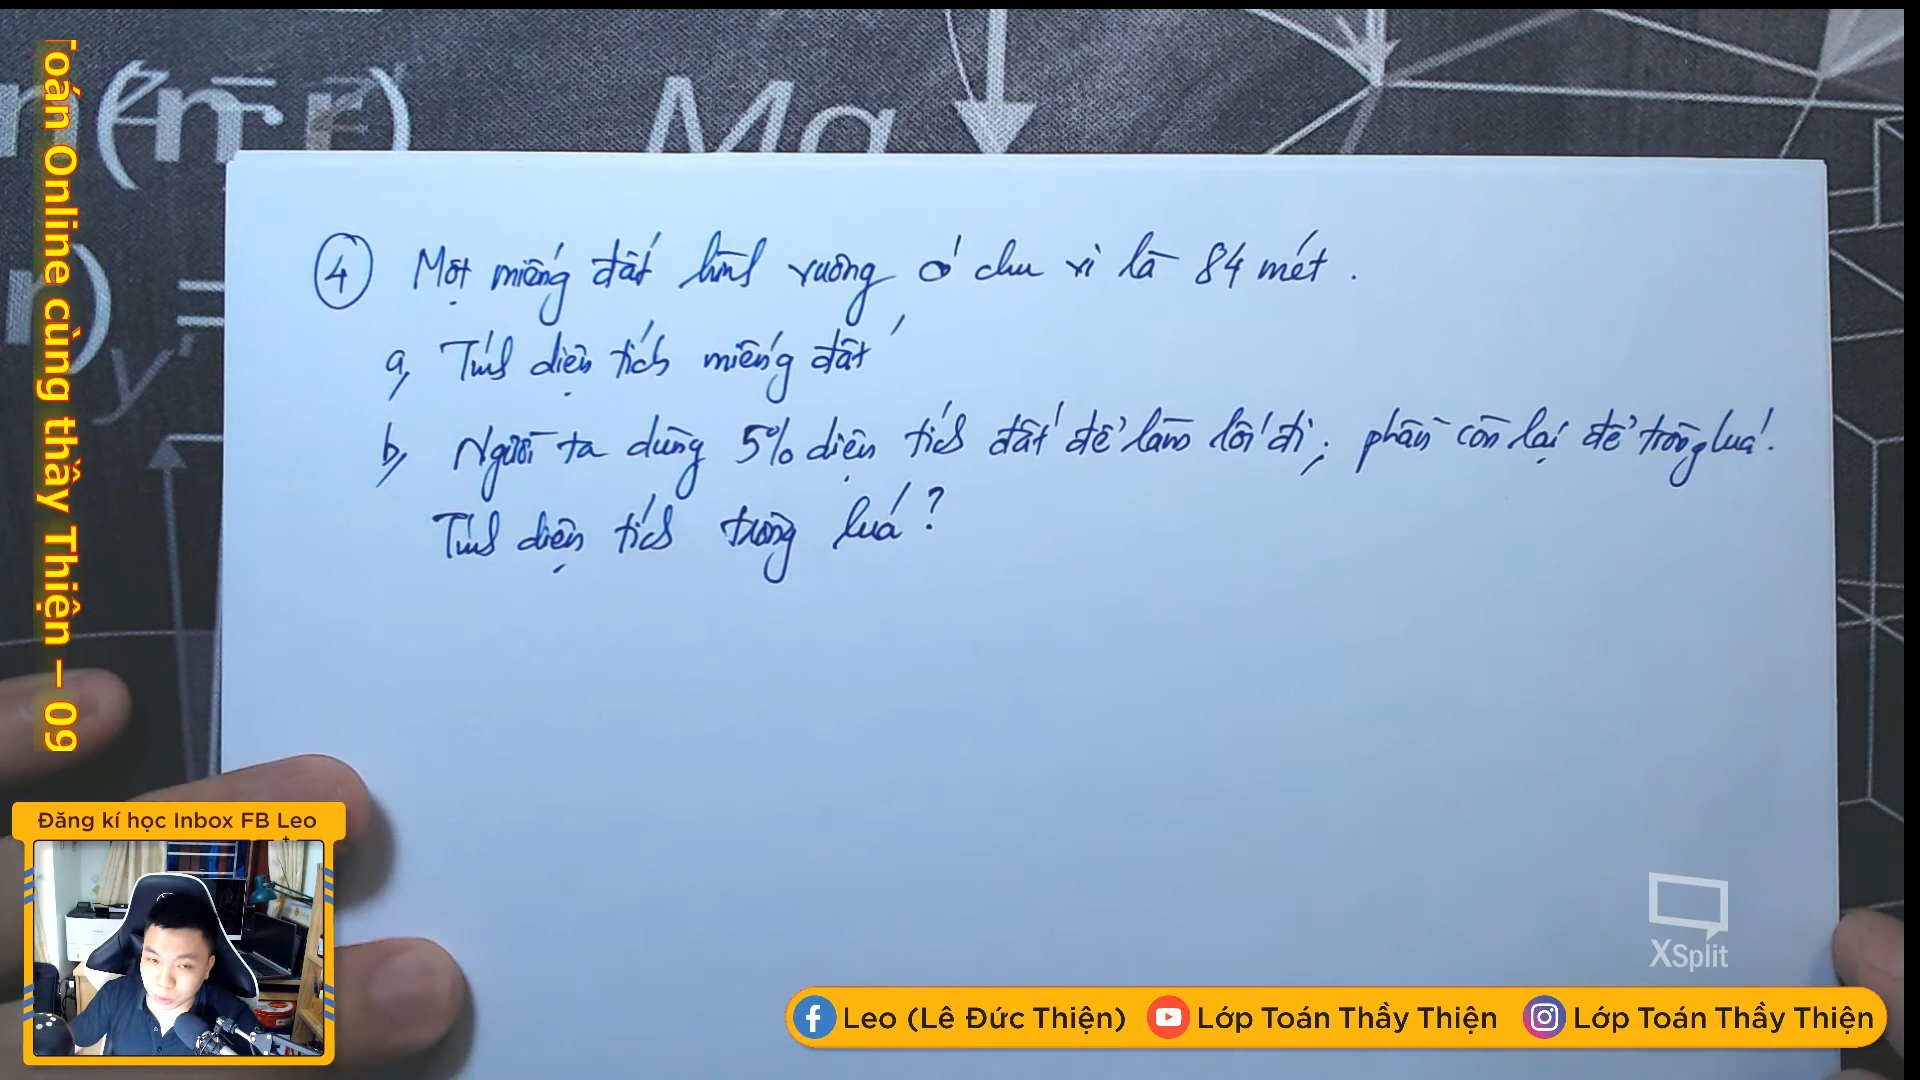 oán Online cùng thầy Thiện – 09
n(n-r)
Mg
r) =
y'
④ Một miếng đất hình vuông có chu vi là 84 mét.
a, Tính diện tích miếng đất
b, Người ta dùng 5% diện tích đất để làm lối đi; phần còn lại để trồng lúa.
Tính diện tích trồng lúa?
Đăng kí học Inbox FB Leo
XSplit
Leo (Lê Đức Thiện) Lớp Toán Thầy Thiện Lớp Toán Thầy Thiện